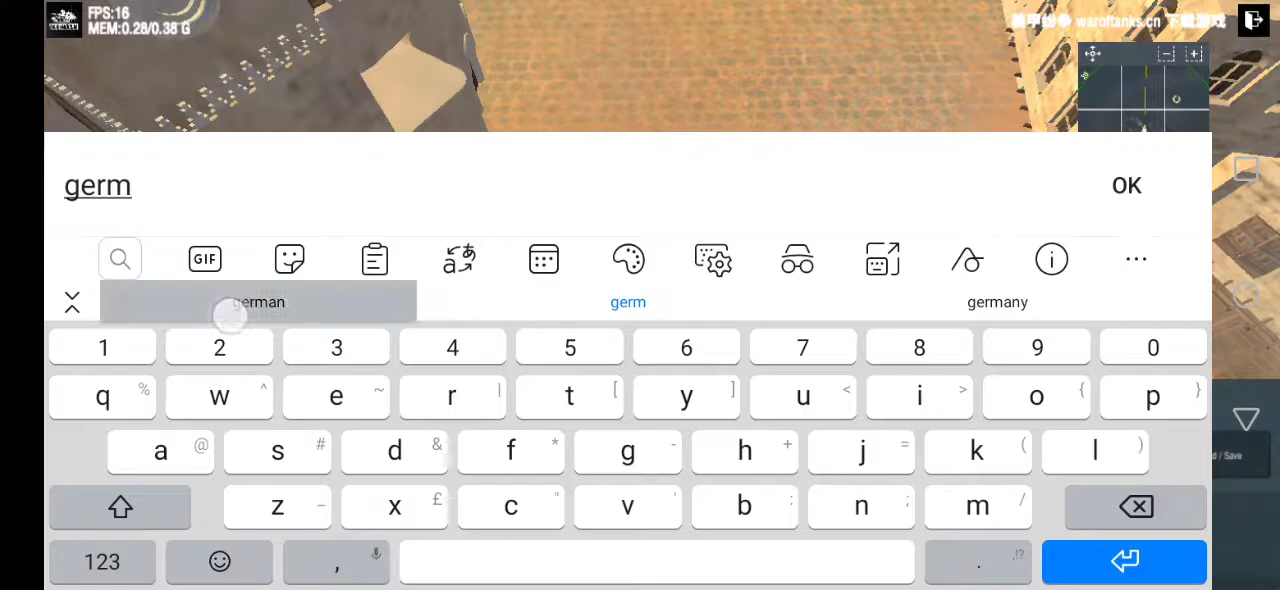 FPS:16
MEM:0.28/0.38 G
waroftanks.cn 下载游戏
germ
OK
GIF
german
germ
germany
1 2 3 4 5 6 7 8 9 0
q % w ^ e ~ r | t [ y ] u < i > o { p }
a @ s # d & f * g - h + j = k ( l )
z _ x £ c " v ' b : n ; m /
123 , . ,!?
d / Save